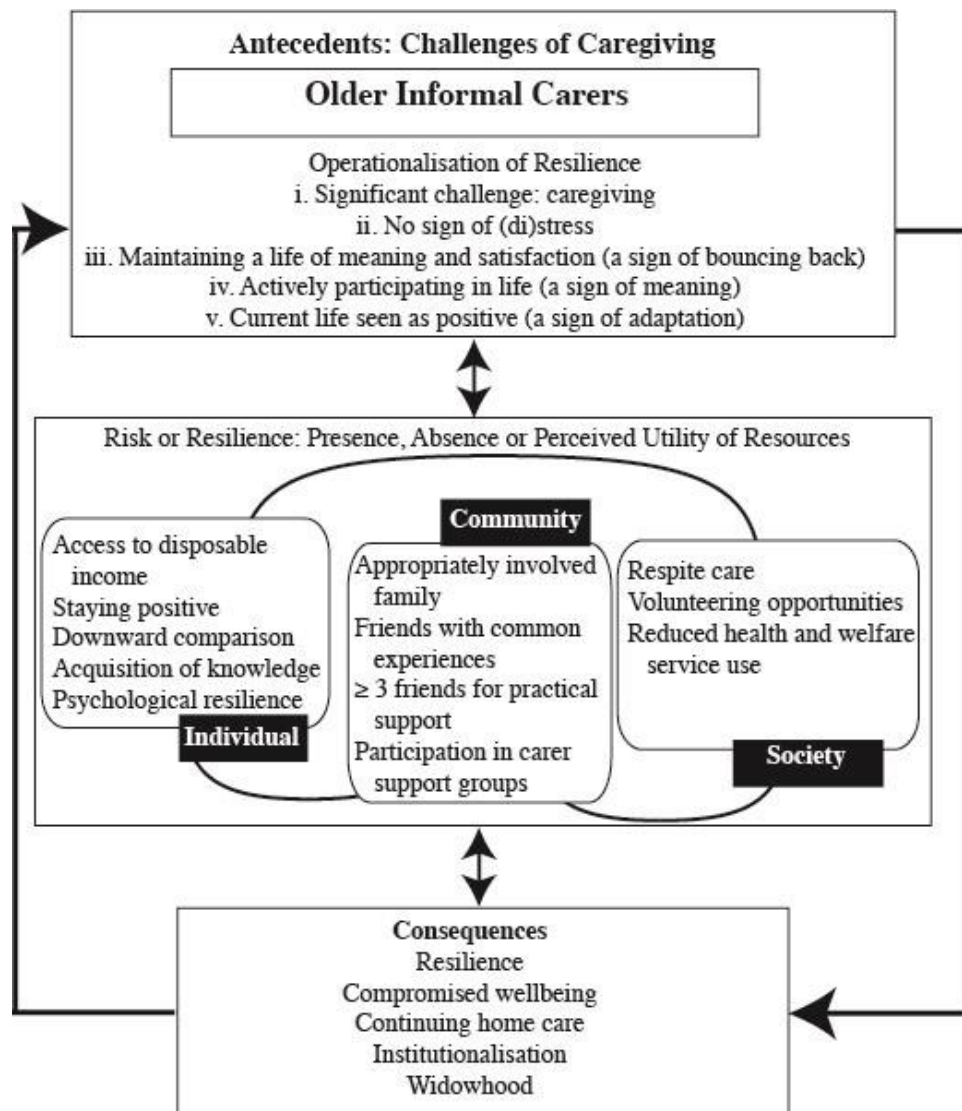 Antecedents: Challenges of Caregiving
Older Informal Carers
Operationalisation of Resilience
i. Significant challenge: caregiving
ii. No sign of (di)stress
iii. Maintaining a life of meaning and satisfaction (a sign of bouncing back)
iv. Actively participating in life (a sign of meaning)
v. Current life seen as positive (a sign of adaptation)
Risk or Resilience: Presence, Absence or Perceived Utility of Resources
Access to disposable
income
Staying positive
Downward comparison
Acquisition of knowledge
Psychological resilience
Individual
Community
Appropriately involved
family
Friends with common
experiences
≥ 3 friends for practical
support
Participation in carer
support groups
Respite care
Volunteering opportunities
Reduced health and welfare
service use
Society
Consequences
Resilience
Compromised wellbeing
Continuing home care
Institutionalisation
Widowhood